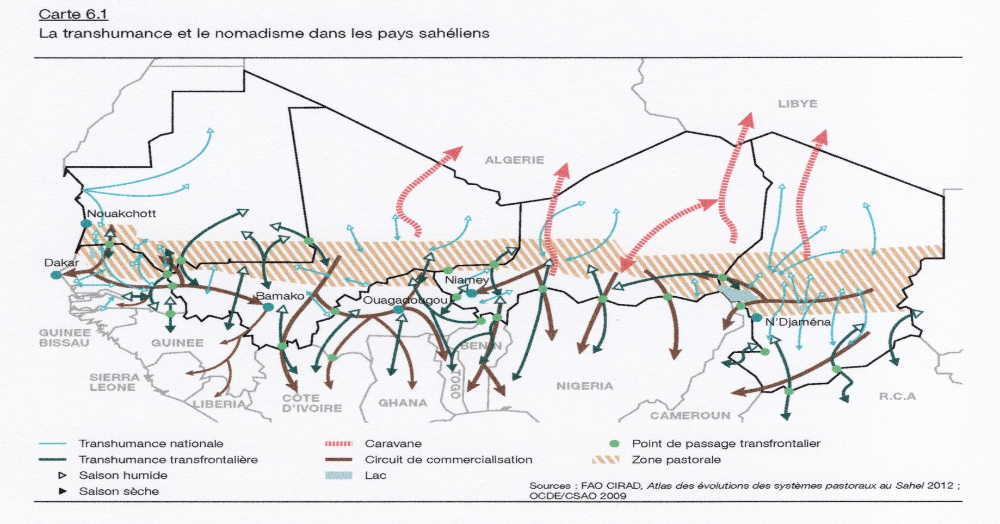 Carte 6.1
La transhumance et le nomadisme dans les pays sahéliens
LIBYE
ALGERIE
Nouakchott
Dakar
Niamey
Bamako
Ouagadougou
N'Djaména
GUINEE
BISSAU
GUINEE
BENIN
SIERRA
LEONE
TOGO
NIGERIA
LIBERIA
COTE
D'IVOIRE
GHANA
R.C.A
CAMEROUN
Transhumance nationale
Transhumance transfrontalière
Saison humide
Saison sèche
Caravane
Circuit de commercialisation
Lac
Point de passage transfrontalier
Zone pastorale
Sources : FAO CIRAD, Atlas des évolutions des systèmes pastoraux au Sahel 2012 ;
OCDE/CSAO 2009